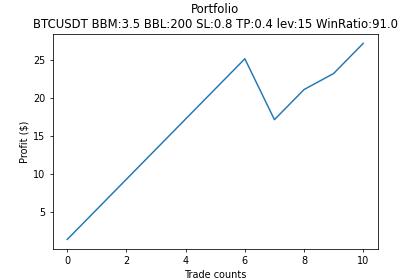 Portfolio
BTCUSDT BBM:3.5 BBL:200 SL:0.8 TP:0.4 lev:15 WinRatio:91.0
25
20
15
10
5
Profit ($)
0 2 4 6 8 10
Trade counts